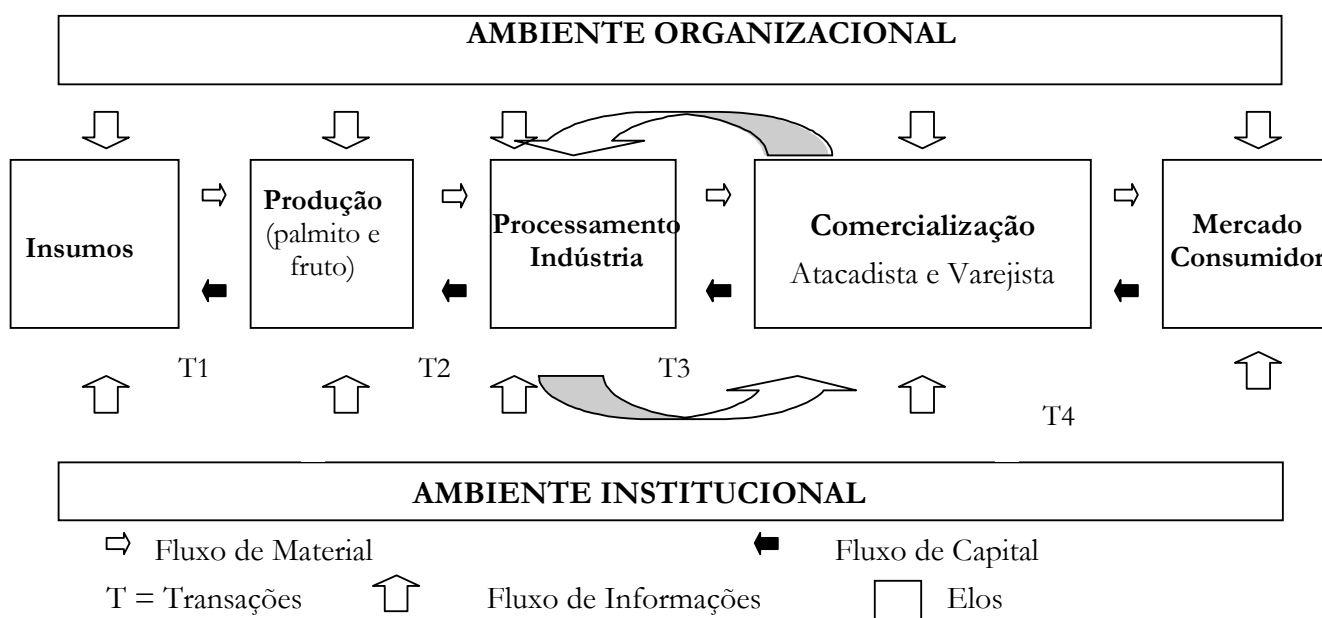 AMBIENTE ORGANIZACIONAL
Insumos
Produção
(palmito e
fruto)
Processamento
Indústria
Comercialização
Atacadista e Varejista
Mercado
Consumidor
T1
T2
T3
T4
AMBIENTE INSTITUCIONAL
Fluxo de Material
Fluxo de Capital
T = Transações
Fluxo de Informações
Elos